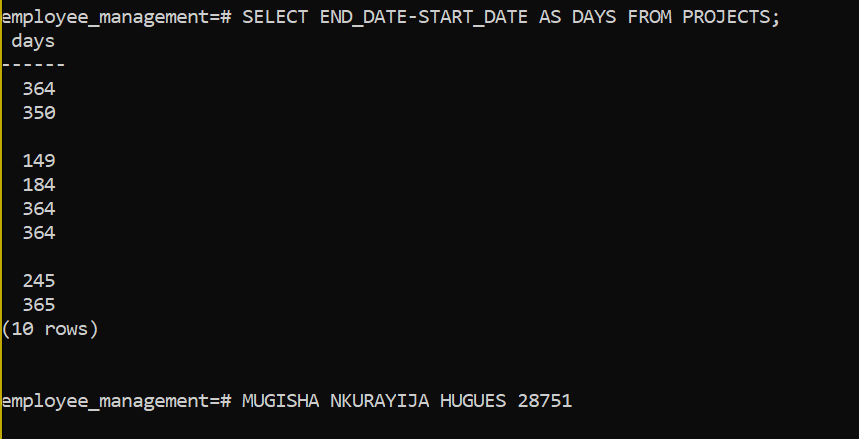 employee_management=# SELECT END_DATE-START_DATE AS DAYS FROM PROJECTS;
days
------
364
350
149
184
364
364
245
365
(10 rows)
employee_management=# MUGISHA NKURAYIJA HUGUES 28751